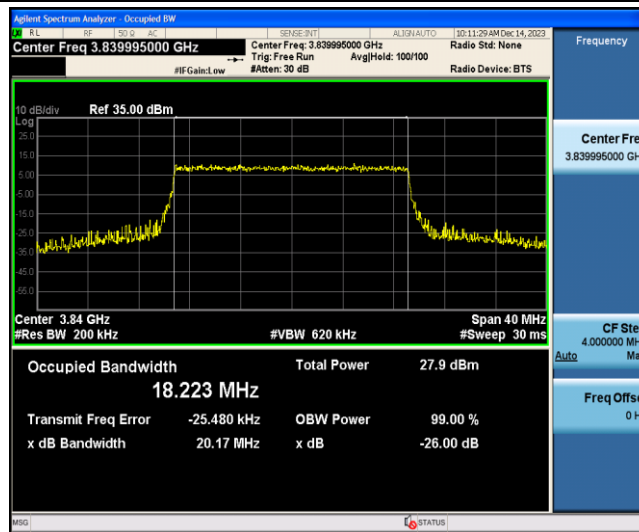 Agilent Spectrum Analyzer - Occupied BW
RL RF 50 Ω AC SENSE:INT ALIGNAUTO 10:11:29 AM Dec 14, 2023
Center Freq 3.839995000 GHz
Center Freq: 3.839995000 GHz
Radio Std: None
Trig: Free Run Avg|Hold: 100/100
#IFGain:Low
#Atten: 30 dB
Radio Device: BTS
10 dB/div Ref 35.00 dBm
Log
25.0
15.0
5.00
-5.00
-15.0
-25.0
-35.0
-45.0
-55.0
Center 3.84 GHz Span 40 MHz
#Res BW 200 kHz #VBW 620 kHz #Sweep 30 ms
Occupied Bandwidth Total Power 27.9 dBm
18.223 MHz
Transmit Freq Error -25.480 kHz OBW Power 99.00 %
x dB Bandwidth 20.17 MHz x dB -26.00 dB
MSG STATUS
Frequency
Center Fre
3.839995000 GH
CF Ste
4.000000 MH
Auto Ma
Freq Offs
0 H